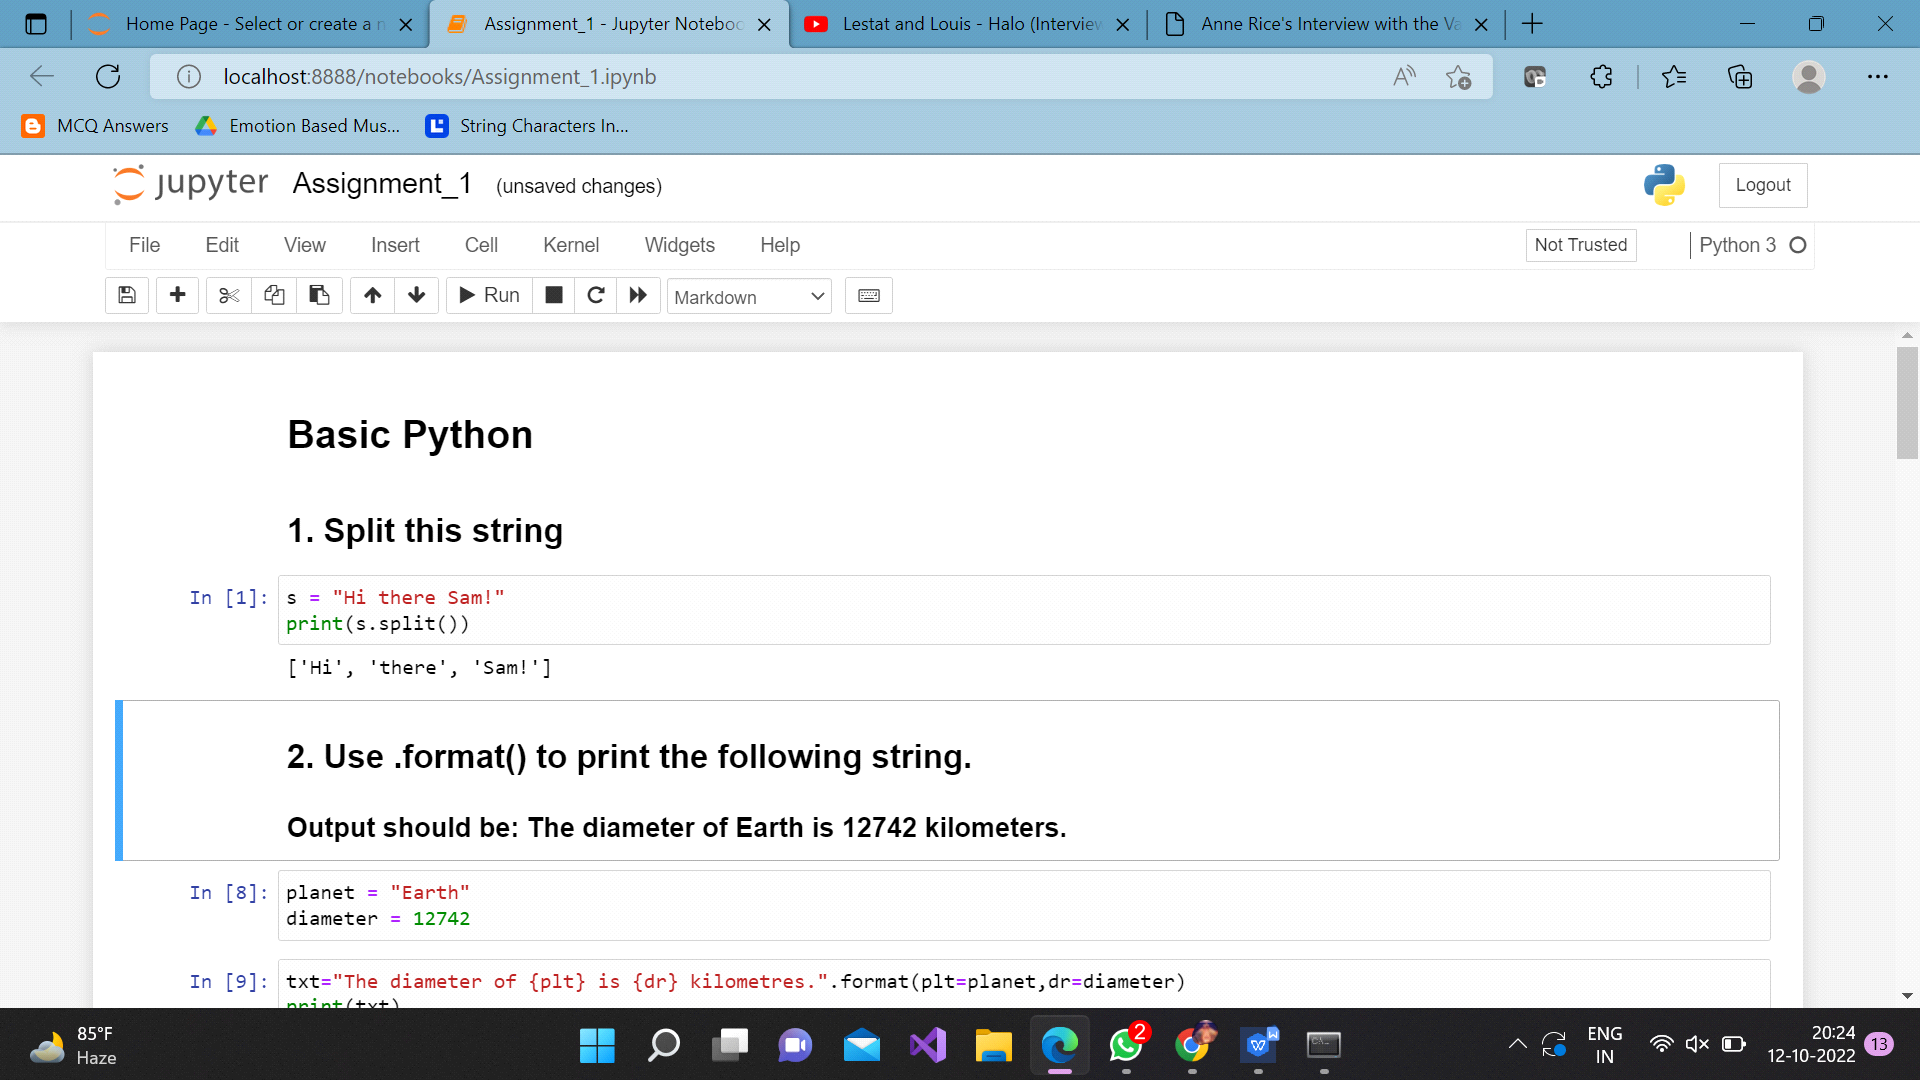 Home Page - Select or create a n
Assignment_1 - Jupyter Noteboo
Lestat and Louis - Halo (Interview
Anne Rice's Interview with the Va
localhost:8888/notebooks/Assignment_1.ipynb
MCQ Answers
Emotion Based Mus...
String Characters In...
jupyter Assignment_1 (unsaved changes)
Logout
File Edit View Insert Cell Kernel Widgets Help
Not Trusted
Python 3
Run
Markdown
Basic Python
1. Split this string
In [1]: s = "Hi there Sam!"
print(s.split())
['Hi', 'there', 'Sam!']
2. Use .format() to print the following string.
Output should be: The diameter of Earth is 12742 kilometers.
In [8]: planet = "Earth"
diameter = 12742
In [9]: txt="The diameter of {plt} is {dr} kilometres.".format(plt=planet,dr=diameter)
print(txt)
85°F
Haze
2
ENG
IN
20:24
12-10-2022
13